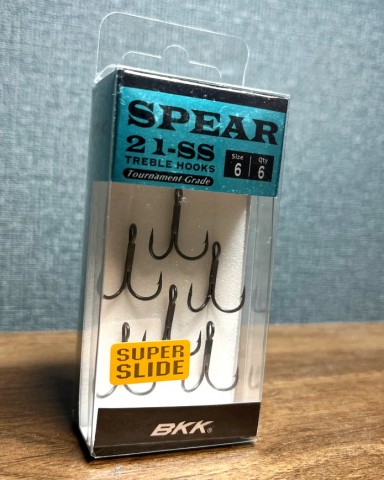 SPEAR
21-SS
TREBLE HOOKS
Tournament Grade
Size Qty
6 6
SUPER
SLIDE
BKK®